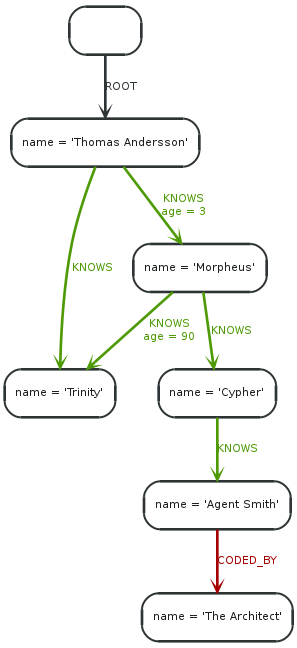 ROOT
name = 'Thomas Andersson'
KNOWS
age = 3
KNOWS
name = 'Morpheus'
KNOWS
age = 90
KNOWS
name = 'Trinity'
name = 'Cypher'
KNOWS
name = 'Agent Smith'
CODED_BY
name = 'The Architect'